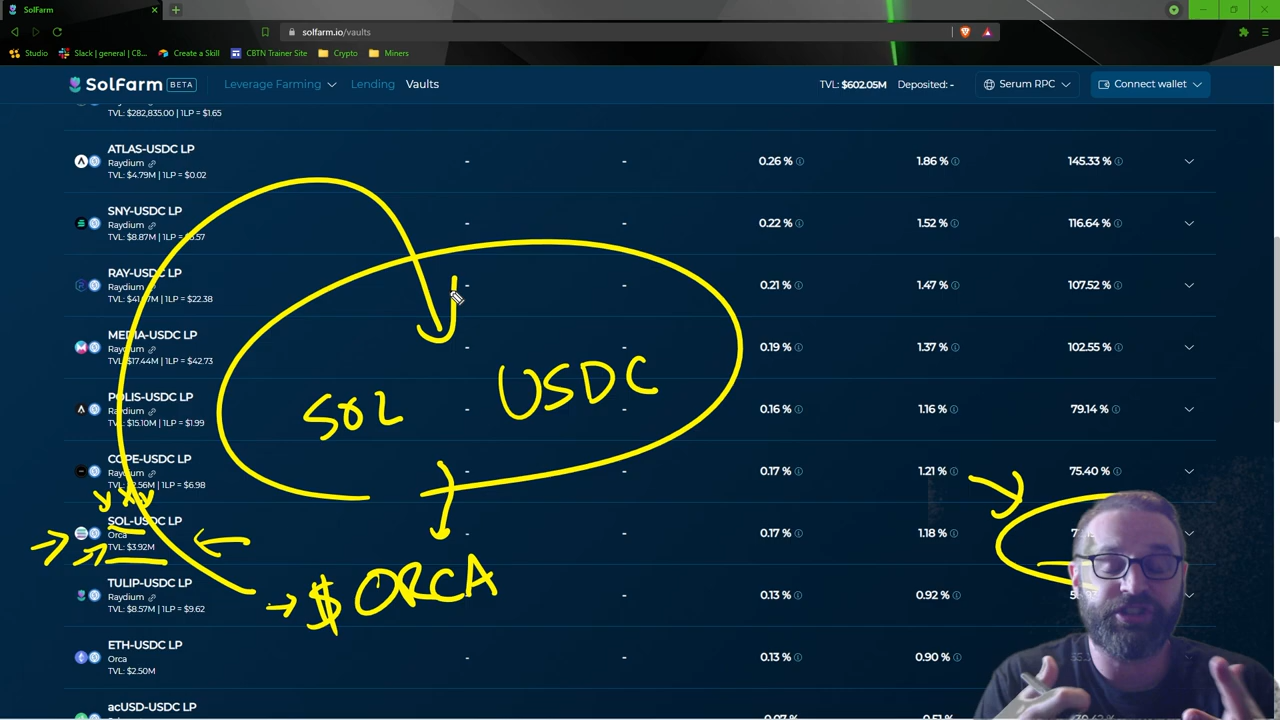 SolFarm
solfarm.io/vaults
Studio
Slack | general | CB...
Create a Skill
CBTN Trainer Site
Crypto
Miners
SolFarm BETA
Leverage Farming
Lending
Vaults
TVL: $602.05M
Deposited: -
Serum RPC
Connect wallet
TVL: $282,835.00 | 1LP = $1.65
ATLAS-USDC LP
Raydium
TVL: $4.79M | 1LP = $0.02
- - 0.26 % 1.86 % 145.33 %
SNY-USDC LP
Raydium
- - 0.22 % 1.52 % 116.64 %
TVL: $8.87M | 1LP =
RAY-USDC LP
Raydium
- - 0.21 % 1.47 % 107.52 %
1LP = $22.38
MEDIA-USDC LP
Raydium
- - 0.19 % 1.37 % 102.55 %
TVL: $17.44M | 1LP = $42.73
POLIS-USDC LP
Raydium
- - 0.16 % 1.16 % 79.14 %
TVL: $15.10M | 1LP = $1.99
COPE-USDC LP
Raydium
- - 0.17 % 1.21 % 75.40 %
1LP = $6.98
SOL-USDC LP
Orca
- - 0.17 % 1.18 %
TVL: $3.92M
TULIP-USDC LP
Raydium
- - 0.13 % 0.92 %
TVL: $8.57M | 1LP = $9.62
ETH-USDC LP
Orca
- - 0.13 % 0.90 %
TVL: $2.50M
acUSD-USDC LP
SOL USDC
$ ORCA